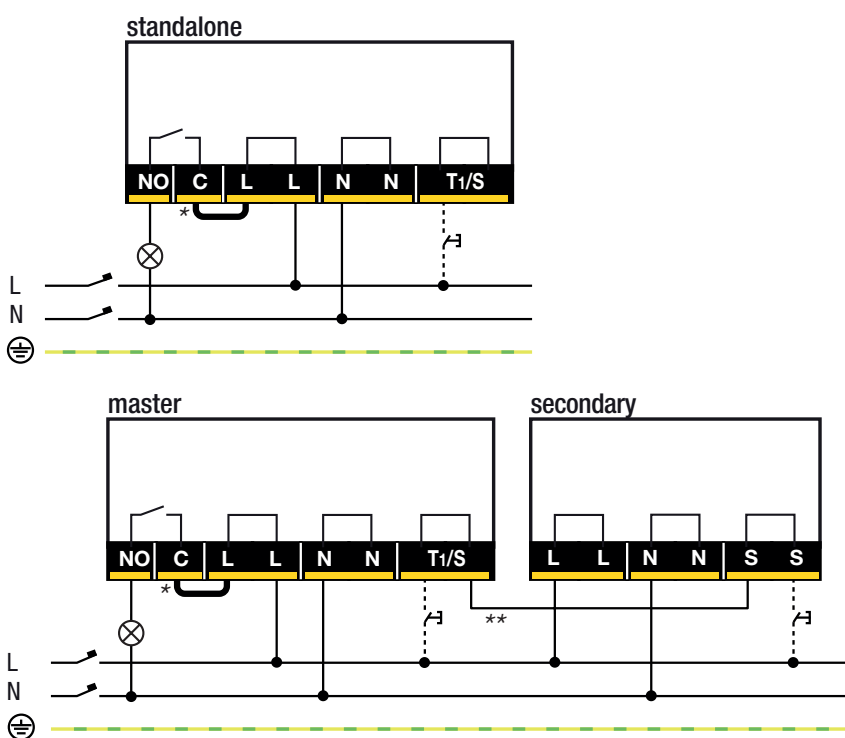 standalone
NO C L L N N T1/S
*
L
N
master
secondary
NO C L L N N T1/S
L L N N S S
*
**
L
N